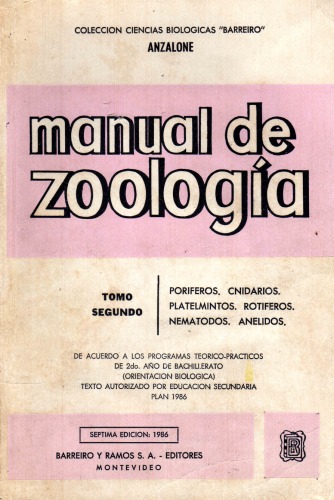 COLECCION CIENCIAS BIOLOGICAS "BARREIRO"
ANZALONE
manual de
zoología
TOMO
SEGUNDO
PORIFEROS, CNIDARIOS.
PLATELMINTOS. ROTIFEROS.
NEMATODOS. ANELIDOS,
DE ACUERDO A LOS PROGRAMAS TEORICO-PRACTICOS
DE 2do. AÑO DE BACHILLERATO
(ORIENTACION BIOLOGICA)
TEXTO AUTORIZADO POR EDUCACION SECUNDARIA
PLAN 1986
SEPTIMA EDICION: 1986
BARREIRO Y RAMOS S. A. - EDITORES
MONTEVIDEO